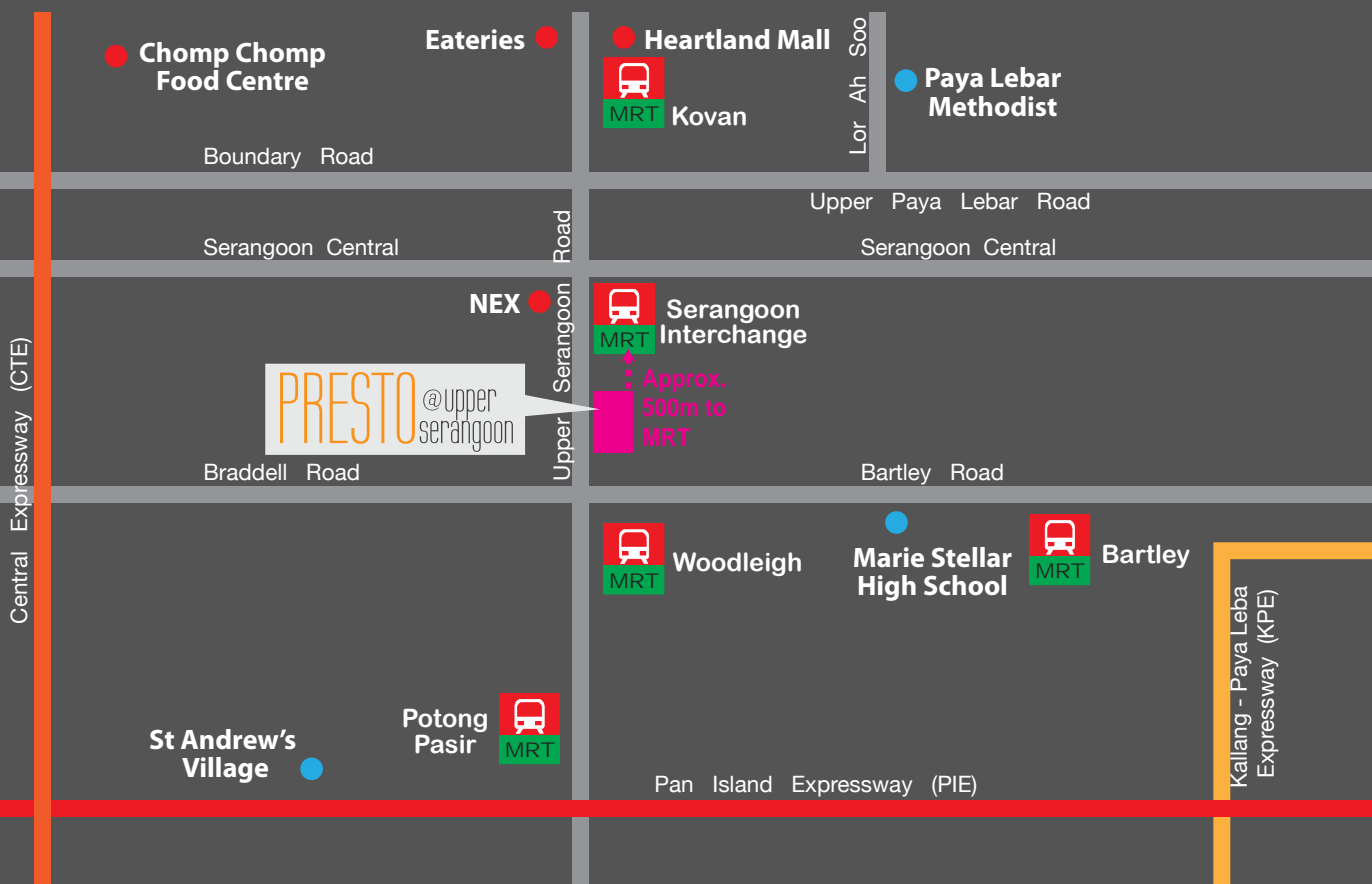 Eateries
Heartland Mall
Chomp Chomp
Food Centre
MRT
Kovan
Lor Ah Soo
Paya Lebar
Methodist
Boundary Road
Upper Paya Lebar Road
Serangoon Central
Serangoon Central
Upper Serangoon Road
NEX
MRT
Serangoon
Interchange
Central Expressway (CTE)
PRESTO
@upper
serangoon
Approx.
500m to
MRT
Braddell Road
Bartley Road
MRT
Woodleigh
Marie Stellar
High School
MRT
Bartley
Kallang - Paya Leba
Expressway (KPE)
Potong
Pasir
MRT
St Andrew's
Village
Pan Island Expressway (PIE)